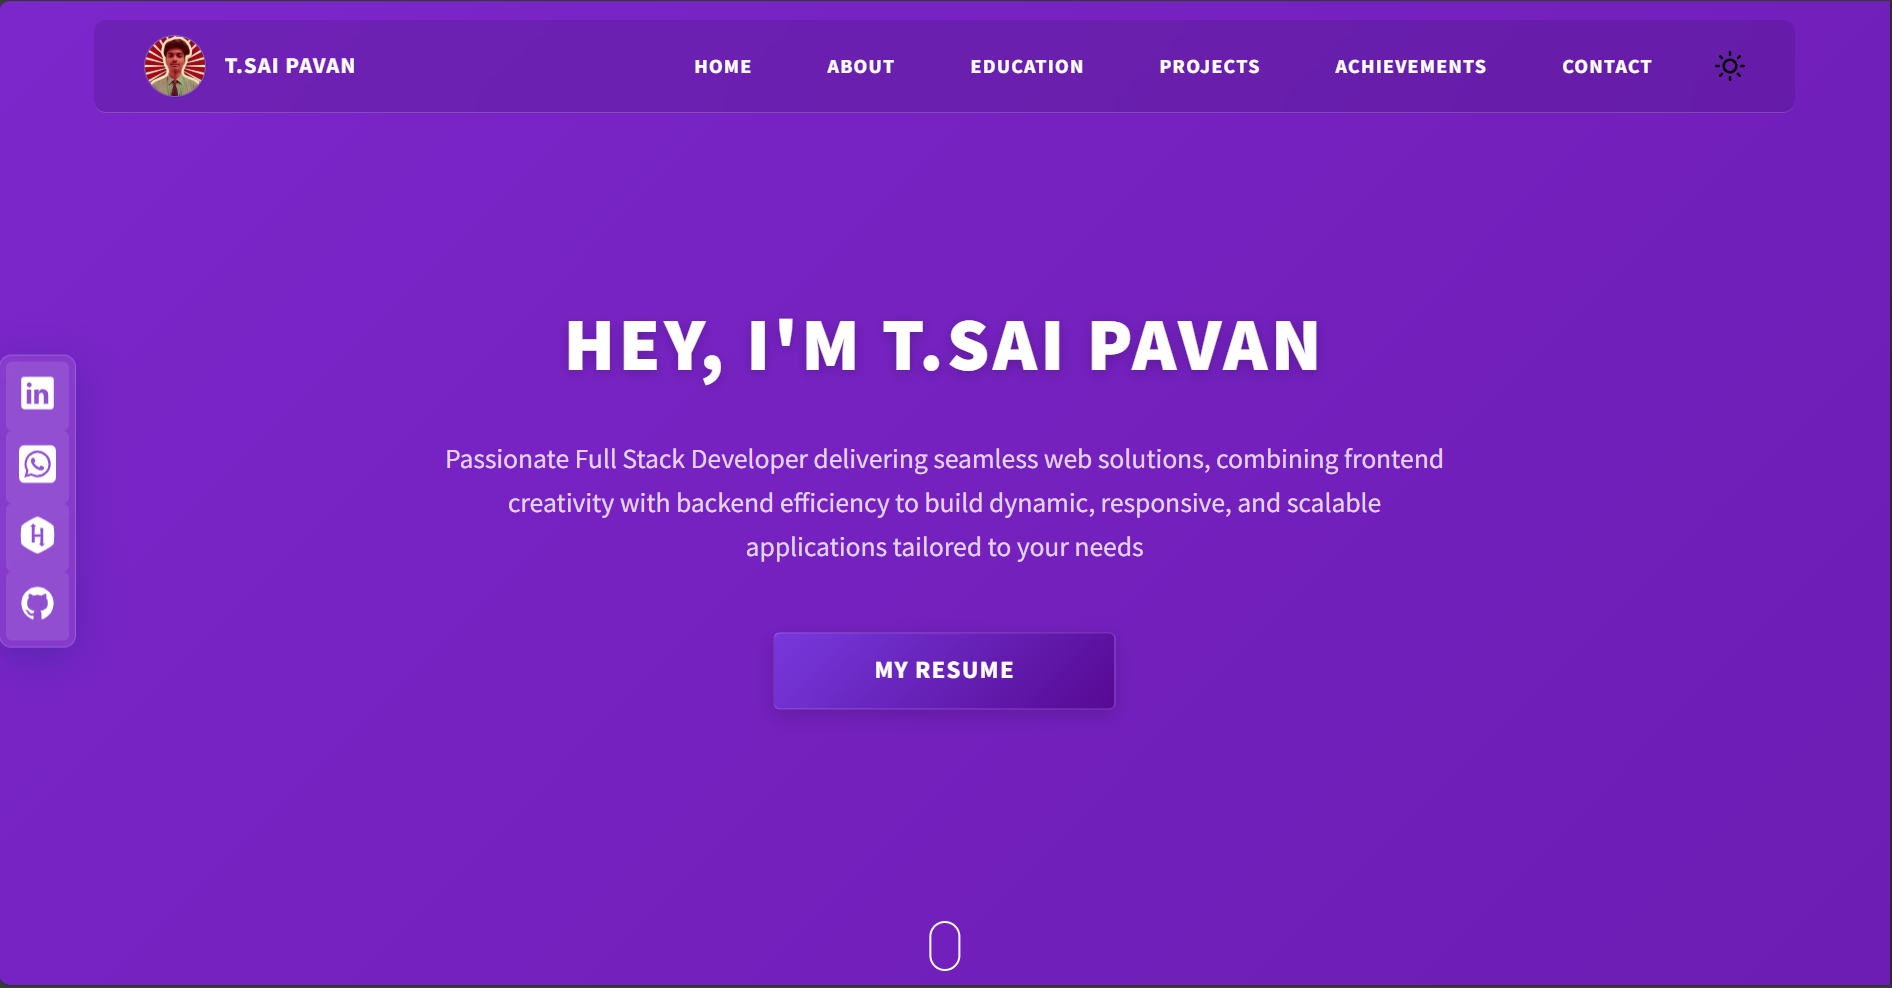 T.SAI PAVAN
HOME
ABOUT
EDUCATION
PROJECTS
ACHIEVEMENTS
CONTACT
HEY, I'M T.SAI PAVAN
in
H
Passionate Full Stack Developer delivering seamless web solutions, combining frontend
creativity with backend efficiency to build dynamic, responsive, and scalable
applications tailored to your needs
MY RESUME